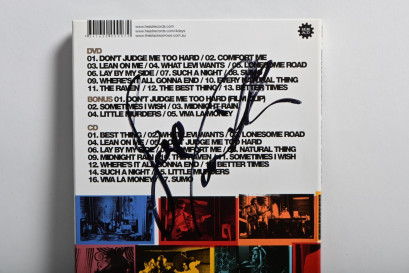 DVD
01. DON'T JUDGE ME TOO HARD / 02. COMFORT ME
03. LEAN ON ME / 04. WHAT LEVI WANTS / 05. LONESOME ROAD
06. LAY BY MY SIDE / 07. SUCH A NIGHT / 08. SUMO
09. WHERE'S IT ALL GONNA END / 10. EVERY NATURAL THING
11. THE RAVEN / 12. THE BEST THING / 13. BETTER TIMES
BONUS 01. DON'T JUDGE ME TOO HARD (FILM CLIP)
02. SOMETIMES I WISH / 03. MIDNIGHT RAIN
04. LITTLE MURDERS / 05. VIVA LA MONEY
CD
01. BEST THING / 02. WHAT LEVI WANTS / 03. LONESOME ROAD
04. LEAN ON ME / 05. DON'T JUDGE ME TOO HARD
06. LAY BY MY SIDE / 07. COMFORT ME / 08. NATURAL THING
09. MIDNIGHT RAIN / 10. THE RAVEN / 11. SOMETIMES I WISH
12. WHERE'S IT ALL GONNA END / 13. BETTER TIMES
14. SUCH A NIGHT / 15. LITTLE MURDERS
16. VIVA LA MONEY / 17. SUMO